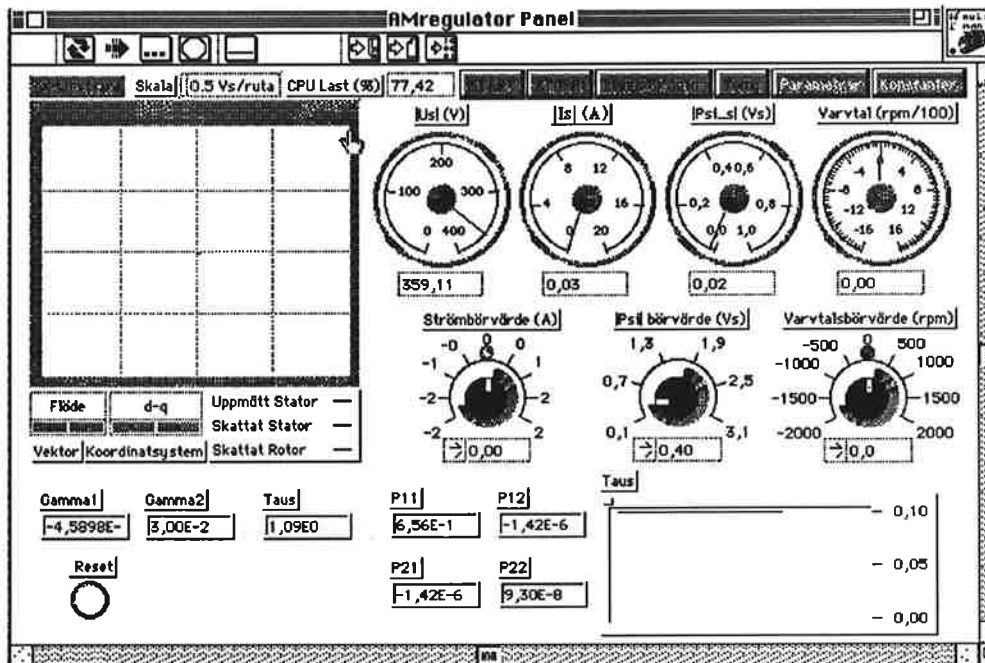 AMregulator Panel
Skala 0.5 Vs/ruta CPU Last (%) 77,42 Parametrar Konstanter
|Us| (V) |Is| (A) |Psi_s| (Vs) Varvtal (rpm/100)
0 100 200 300 400
0 4 8 12 16 20
0,0 0,2 0,4 0,6 0,8 1,0
-16 -12 -8 -4 0 4 8 12 16
359,11 0,03 0,02 0,00
Strömbörvärde (A) |Psi| börvärde (Vs) Varvtalsbörvärde (rpm)
-2 -2 -1 -0 0 0 1 2 2
0,1 0,7 1,3 1,9 2,5 3,1
-2000 -1500 -1000 -500 0 500 1000 1500 2000
0,00 0,40 0,0
Flöde d-q
Vektor Koordinatsystem
Uppmätt Stator
Skattat Stator
Skattat Rotor
Gamma1 Gamma2 Taus P11 P12
-4,5898E- 3,00E-2 1,09E0 6,56E-1 -1,42E-6
Reset P21 P22
-1,42E-6 9,30E-8
Taus
0,10
0,05
0,00